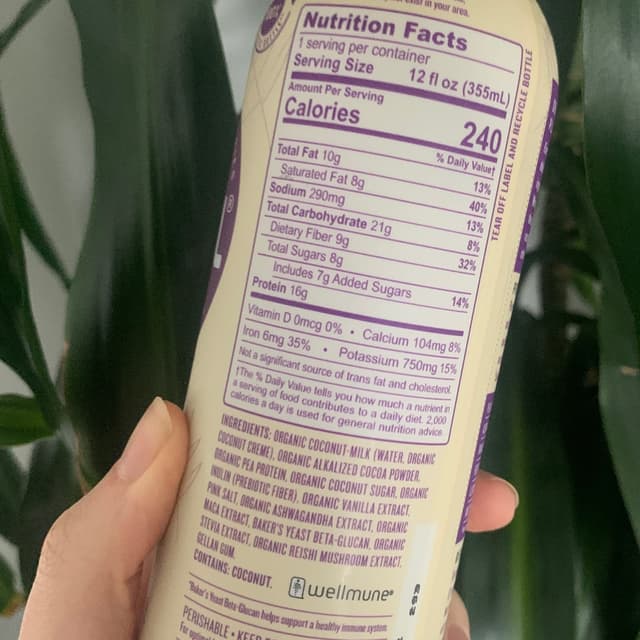 exist in your area.
Nutrition Facts
1 serving per container
Serving Size 12 fl oz (355mL)
Amount Per Serving
Calories 240
% Daily Value†
Total Fat 10g 13%
Saturated Fat 8g 40%
Sodium 290mg 13%
Total Carbohydrate 21g 8%
Dietary Fiber 9g 32%
Total Sugars 8g
Includes 7g Added Sugars 14%
Protein 16g
Vitamin D 0mcg 0% • Calcium 104mg 8%
Iron 6mg 35% • Potassium 750mg 15%
Not a significant source of trans fat and cholesterol.
†The % Daily Value tells you how much a nutrient in
a serving of food contributes to a daily diet. 2,000
calories a day is used for general nutrition advice.
TEAR OFF LABEL AND RECYCLE BOTTLE
INGREDIENTS: ORGANIC COCONUT-MILK (WATER, ORGANIC
COCONUT CREME), ORGANIC ALKALIZED COCOA POWDER,
ORGANIC PEA PROTEIN, ORGANIC COCONUT SUGAR, ORGANIC
INULIN (PREBIOTIC FIBER), ORGANIC VANILLA EXTRACT,
PINK SALT, ORGANIC ASHWAGANDHA EXTRACT, ORGANIC
MACA EXTRACT, BAKER'S YEAST BETA-GLUCAN, ORGANIC
STEVIA EXTRACT, ORGANIC REISHI MUSHROOM EXTRACT,
GELLAN GUM.
CONTAINS: COCONUT.
wellmune®
*Baker's Yeast Beta-Glucan helps support a healthy immune system.
PERISHABLE • KEEP
For optimal